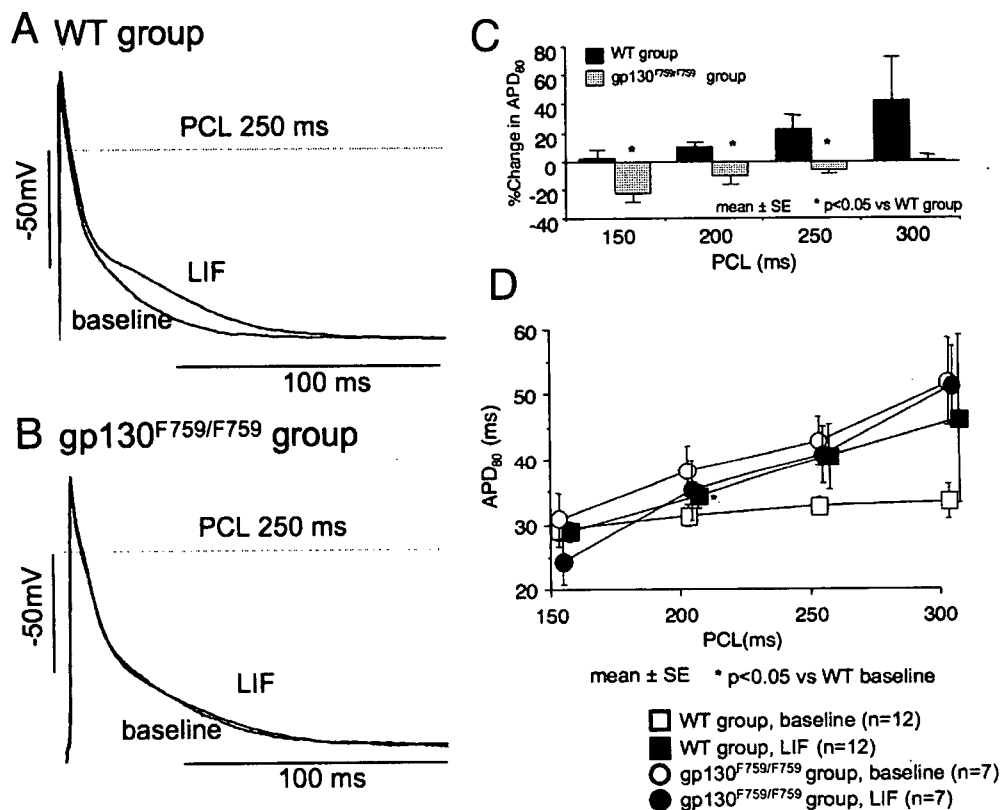 A WT group
PCL 250 ms
-50mV
LIF
baseline
100 ms
B gp130F759/F759 group
PCL 250 ms
-50mV
LIF
baseline
100 ms
C
80
60
40
20
0
-20
-40
%Change in APD80
WT group
gp130F759/F759 group
* * *
mean ± SE * p<0.05 vs WT group
150 200 250 300
PCL (ms)
D
60
50
40
30
20
APD80 (ms)
*
150 200 250 300
PCL(ms)
mean ± SE * p<0.05 vs WT baseline
WT group, baseline (n=12)
WT group, LIF (n=12)
gp130F759/F759 group, baseline (n=7)
gp130F759/F759 group, LIF (n=7)